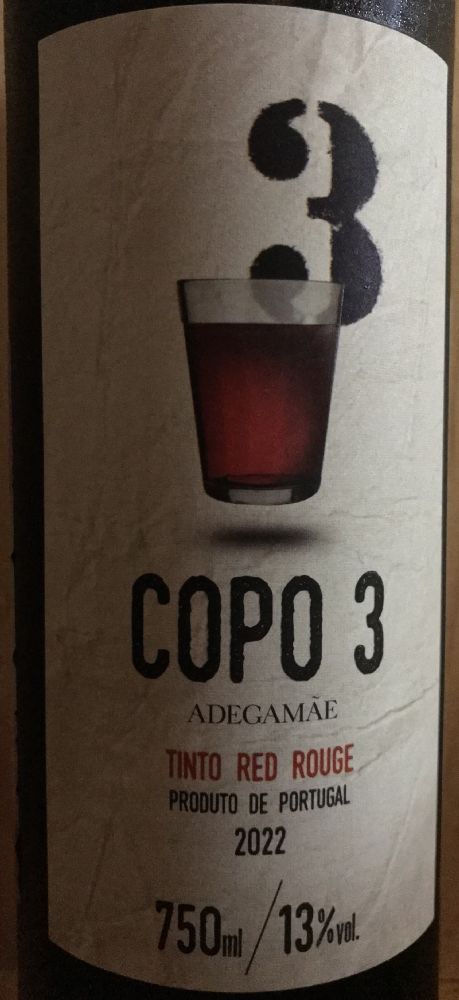 3
COPO 3
ADEGAMÃE
TINTO RED ROUGE
PRODUTO DE PORTUGAL
2022
750ml/13%vol.